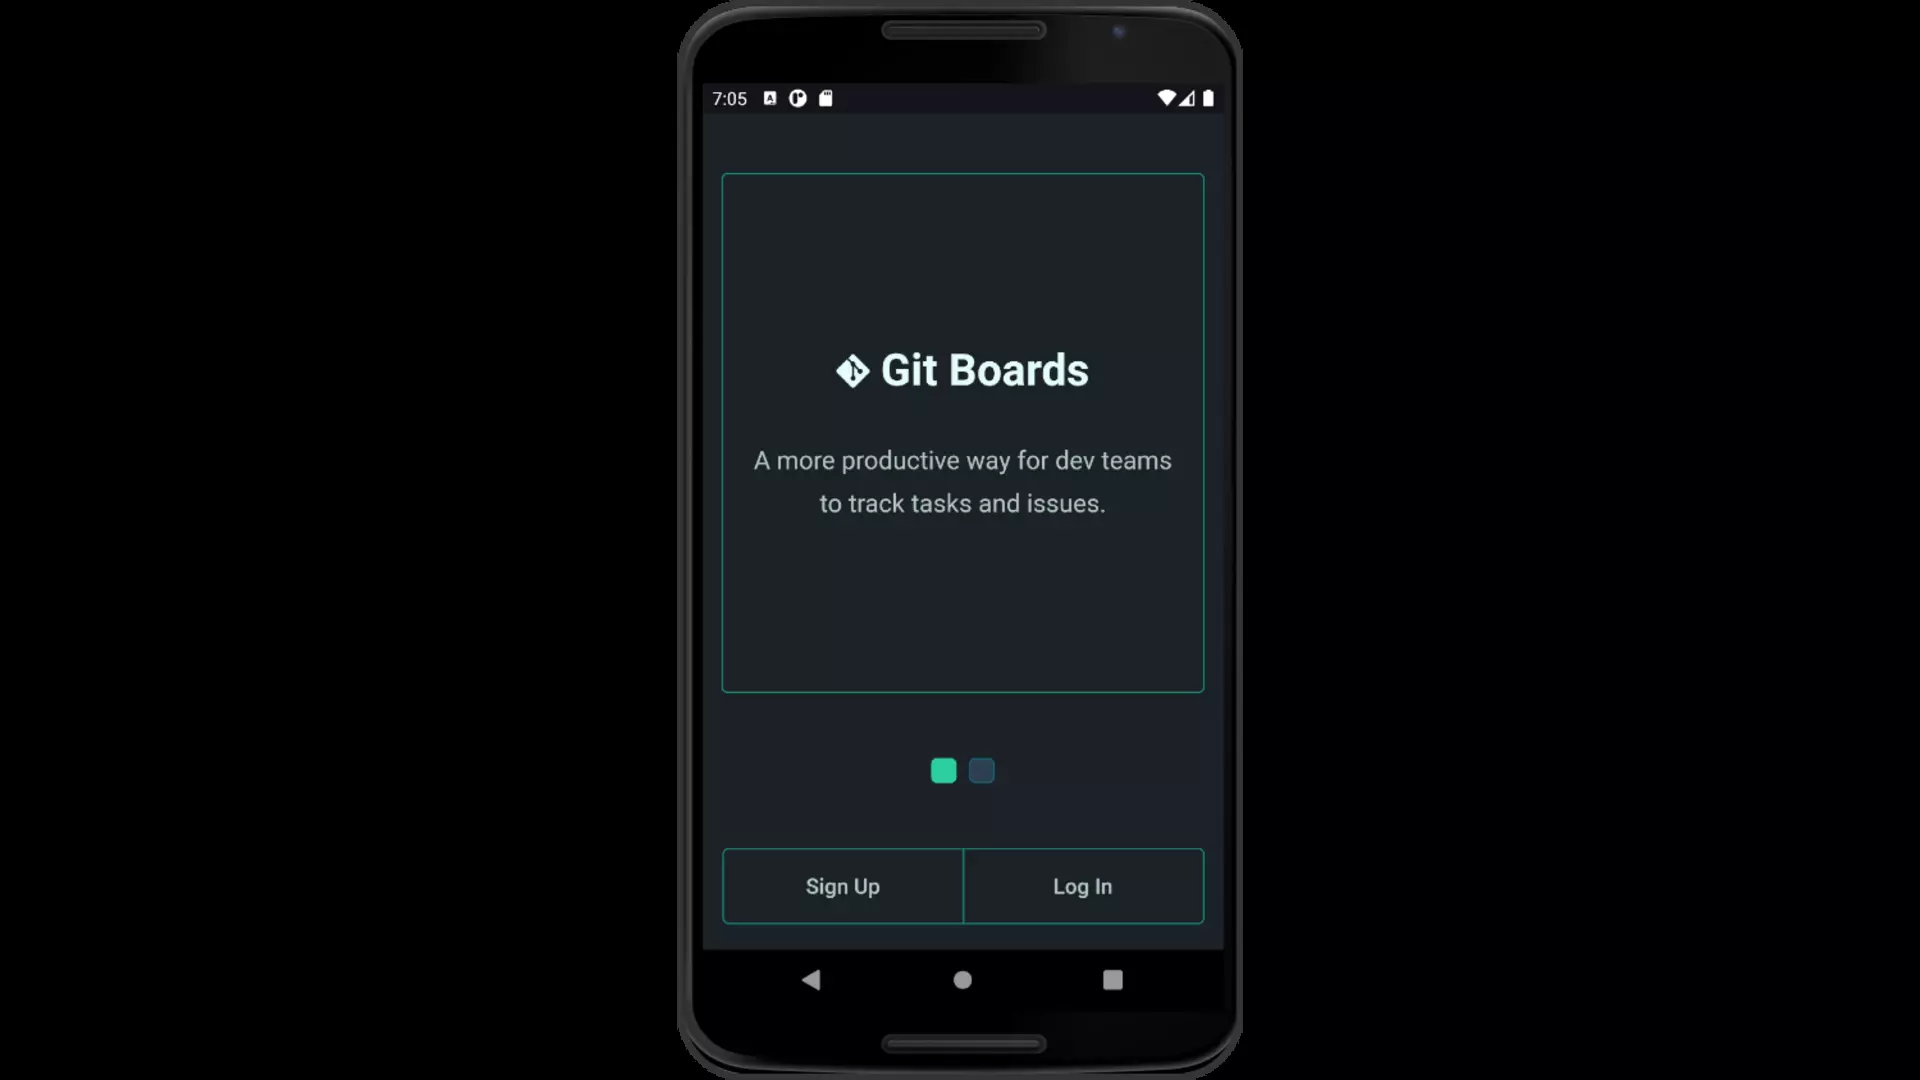 7:05
Git Boards
A more productive way for dev teams
to track tasks and issues.
Sign Up
Log In